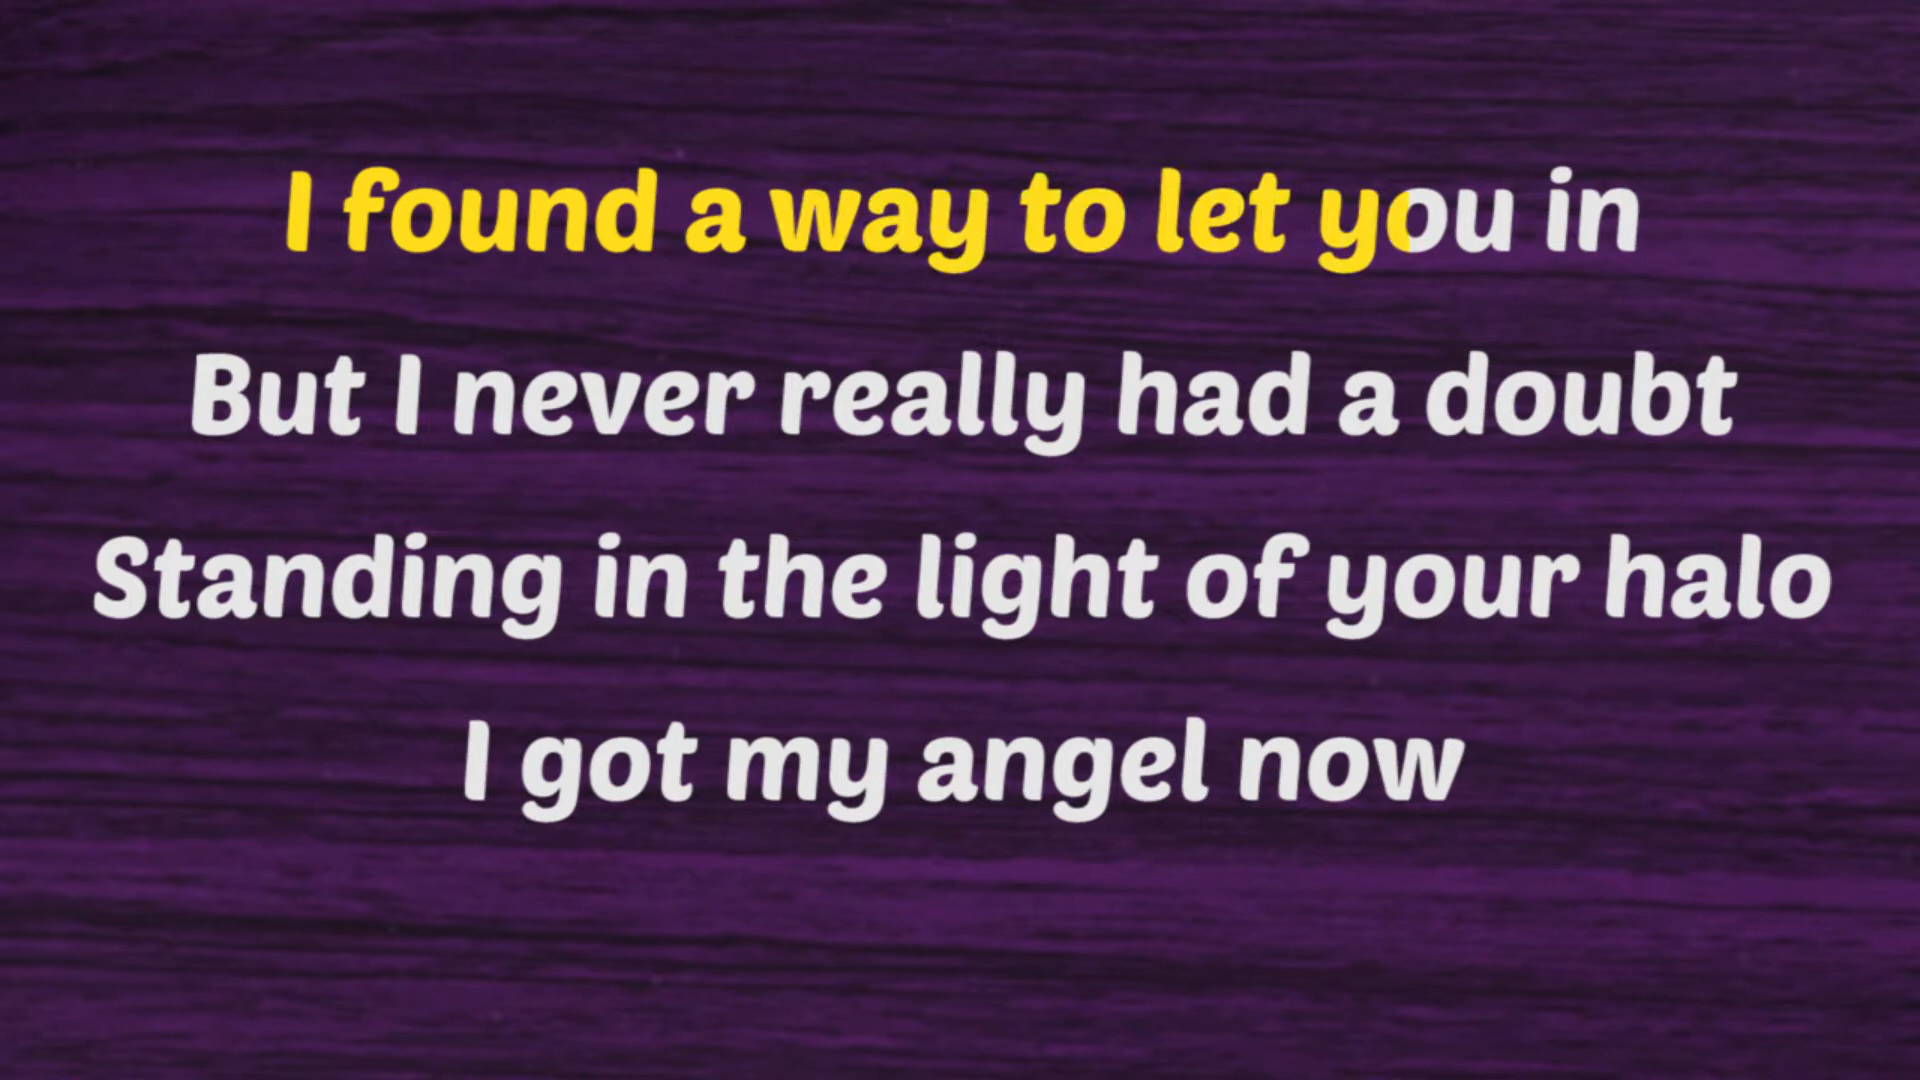 I found a way to let you in
But I never really had a doubt
Standing in the light of your halo
I got my angel now